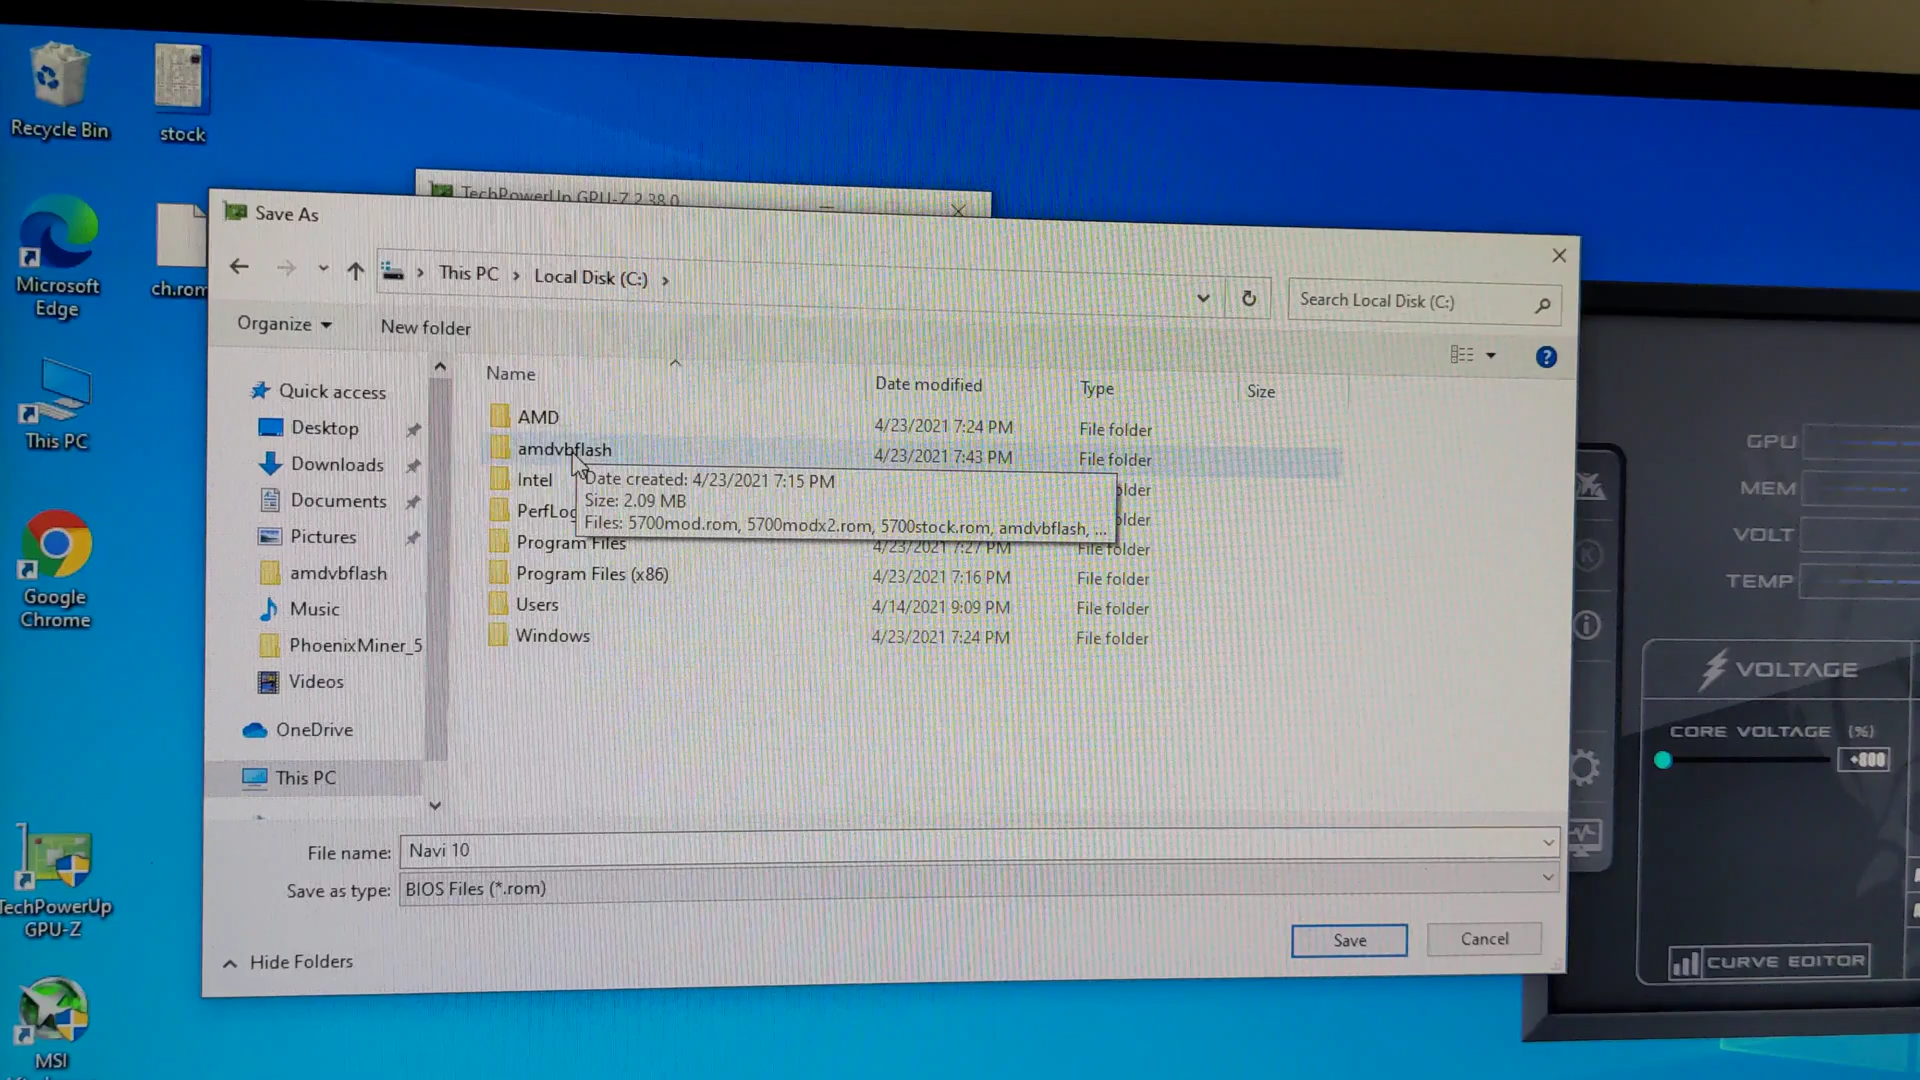 Recycle Bin
stock
Microsoft
Edge
ch.rom
This PC
Google
Chrome
TechPowerUp
GPU-Z
MSI
TechPowerUp GPU-Z 2.38.0
Save As
This PC > Local Disk (C:) >
Search Local Disk (C:)
Organize
New folder
Quick access
Desktop
Downloads
Documents
Pictures
amdvbflash
Music
PhoenixMiner_5
Videos
OneDrive
This PC
Name Date modified Type Size
AMD 4/23/2021 7:24 PM File folder
amdvbflash 4/23/2021 7:43 PM File folder
Intel older
PerfLog older
Program Files 4/23/2021 7:27 PM File folder
Program Files (x86) 4/23/2021 7:16 PM File folder
Users 4/14/2021 9:09 PM File folder
Windows 4/23/2021 7:24 PM File folder
Date created: 4/23/2021 7:15 PM
Size: 2.09 MB
Files: 5700mod.rom, 5700modx2.rom, 5700stock.rom, amdvbflash, ...
File name: Navi 10
Save as type: BIOS Files (*.rom)
Hide Folders
Save
Cancel
GPU
MEM
VOLT
TEMP
K
VOLTAGE
CORE VOLTAGE (%)
+800
CURVE EDITOR